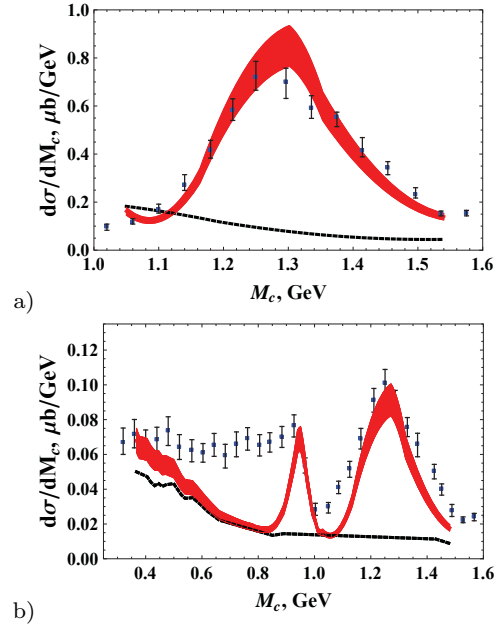 dσ/dM_c, μb/GeV
1.0
0.8
0.6
0.4
0.2
0.0
1.0 1.1 1.2 1.3 1.4 1.5 1.6
M_c, GeV
a)
dσ/dM_c, μb/GeV
0.12
0.10
0.08
0.06
0.04
0.02
0.00
0.4 0.6 0.8 1.0 1.2 1.4 1.6
M_c, GeV
b)